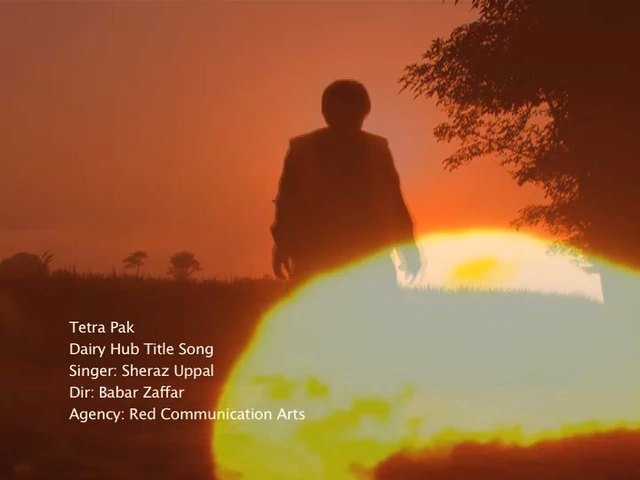 Tetra Pak
Dairy Hub Title Song
Singer: Sheraz Uppal
Dir: Babar Zaffar
Agency: Red Communication Arts